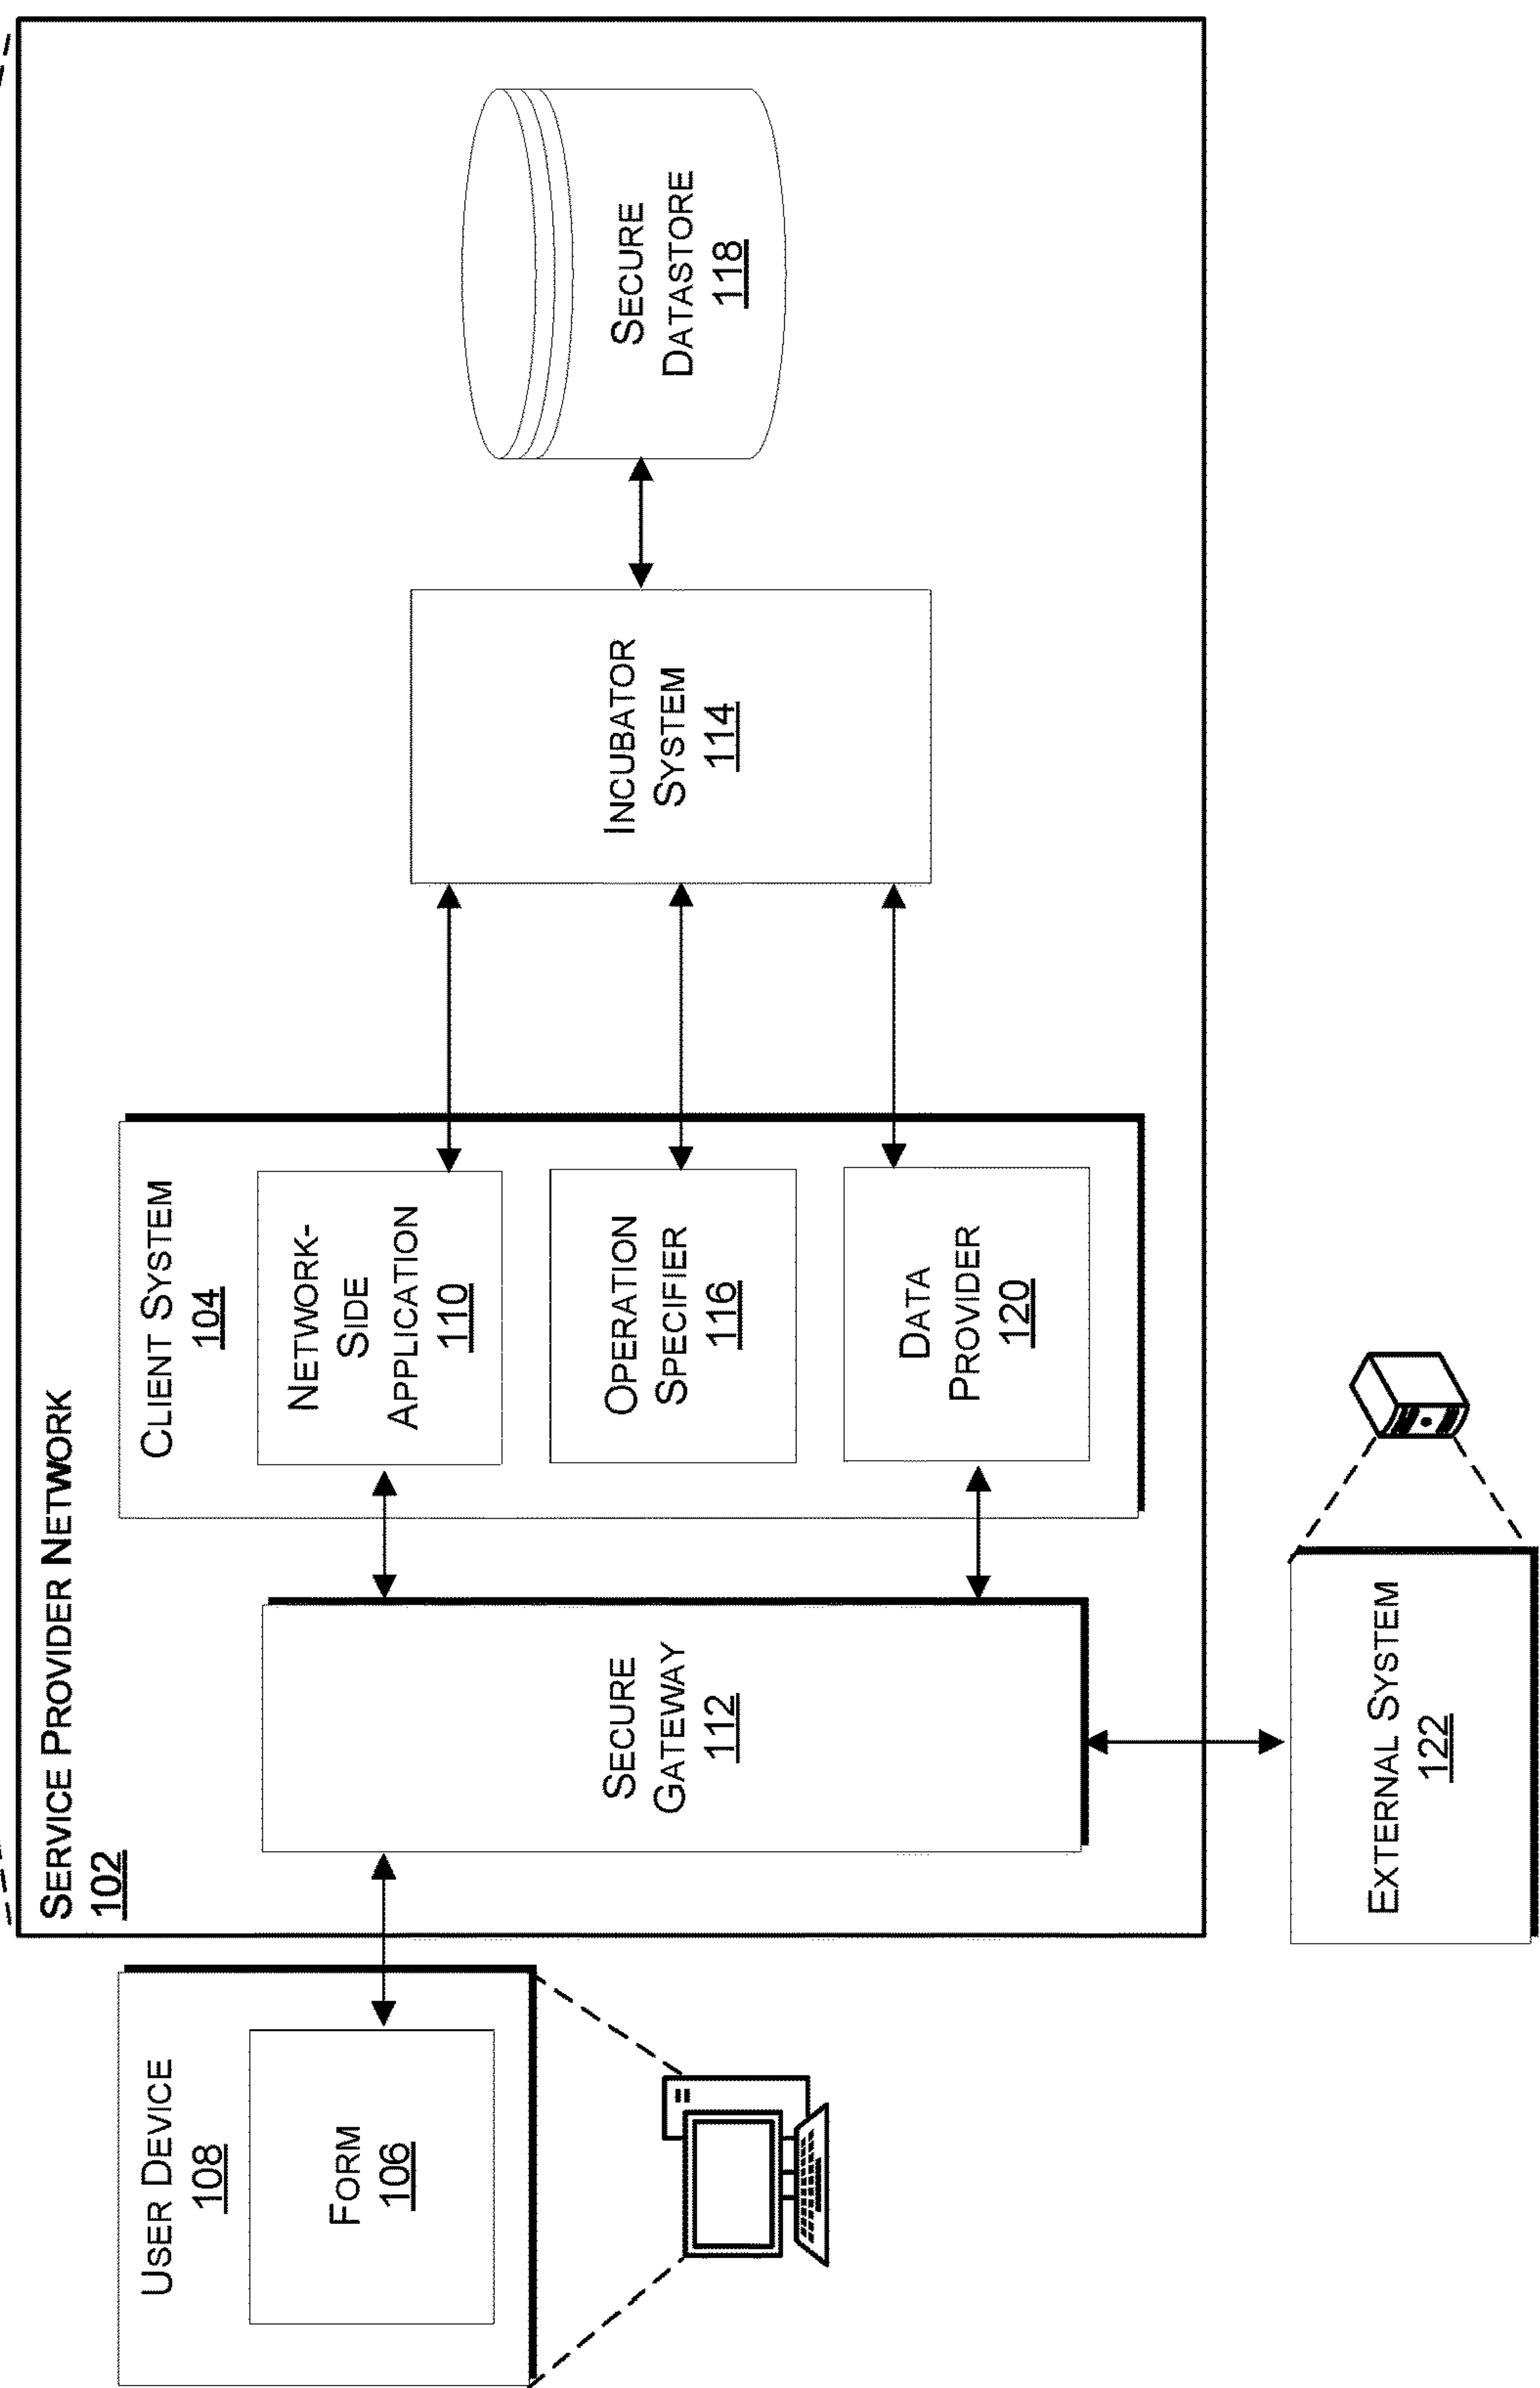 SERVICE PROVIDER NETWORK
102
USER DEVICE
108
FORM
106
SECURE
GATEWAY
112
CLIENT SYSTEM
104
NETWORK-
SIDE
APPLICATION
110
OPERATION
SPECIFIER
116
DATA
PROVIDER
120
INCUBATOR
SYSTEM
114
SECURE
DATASTORE
118
EXTERNAL SYSTEM
122